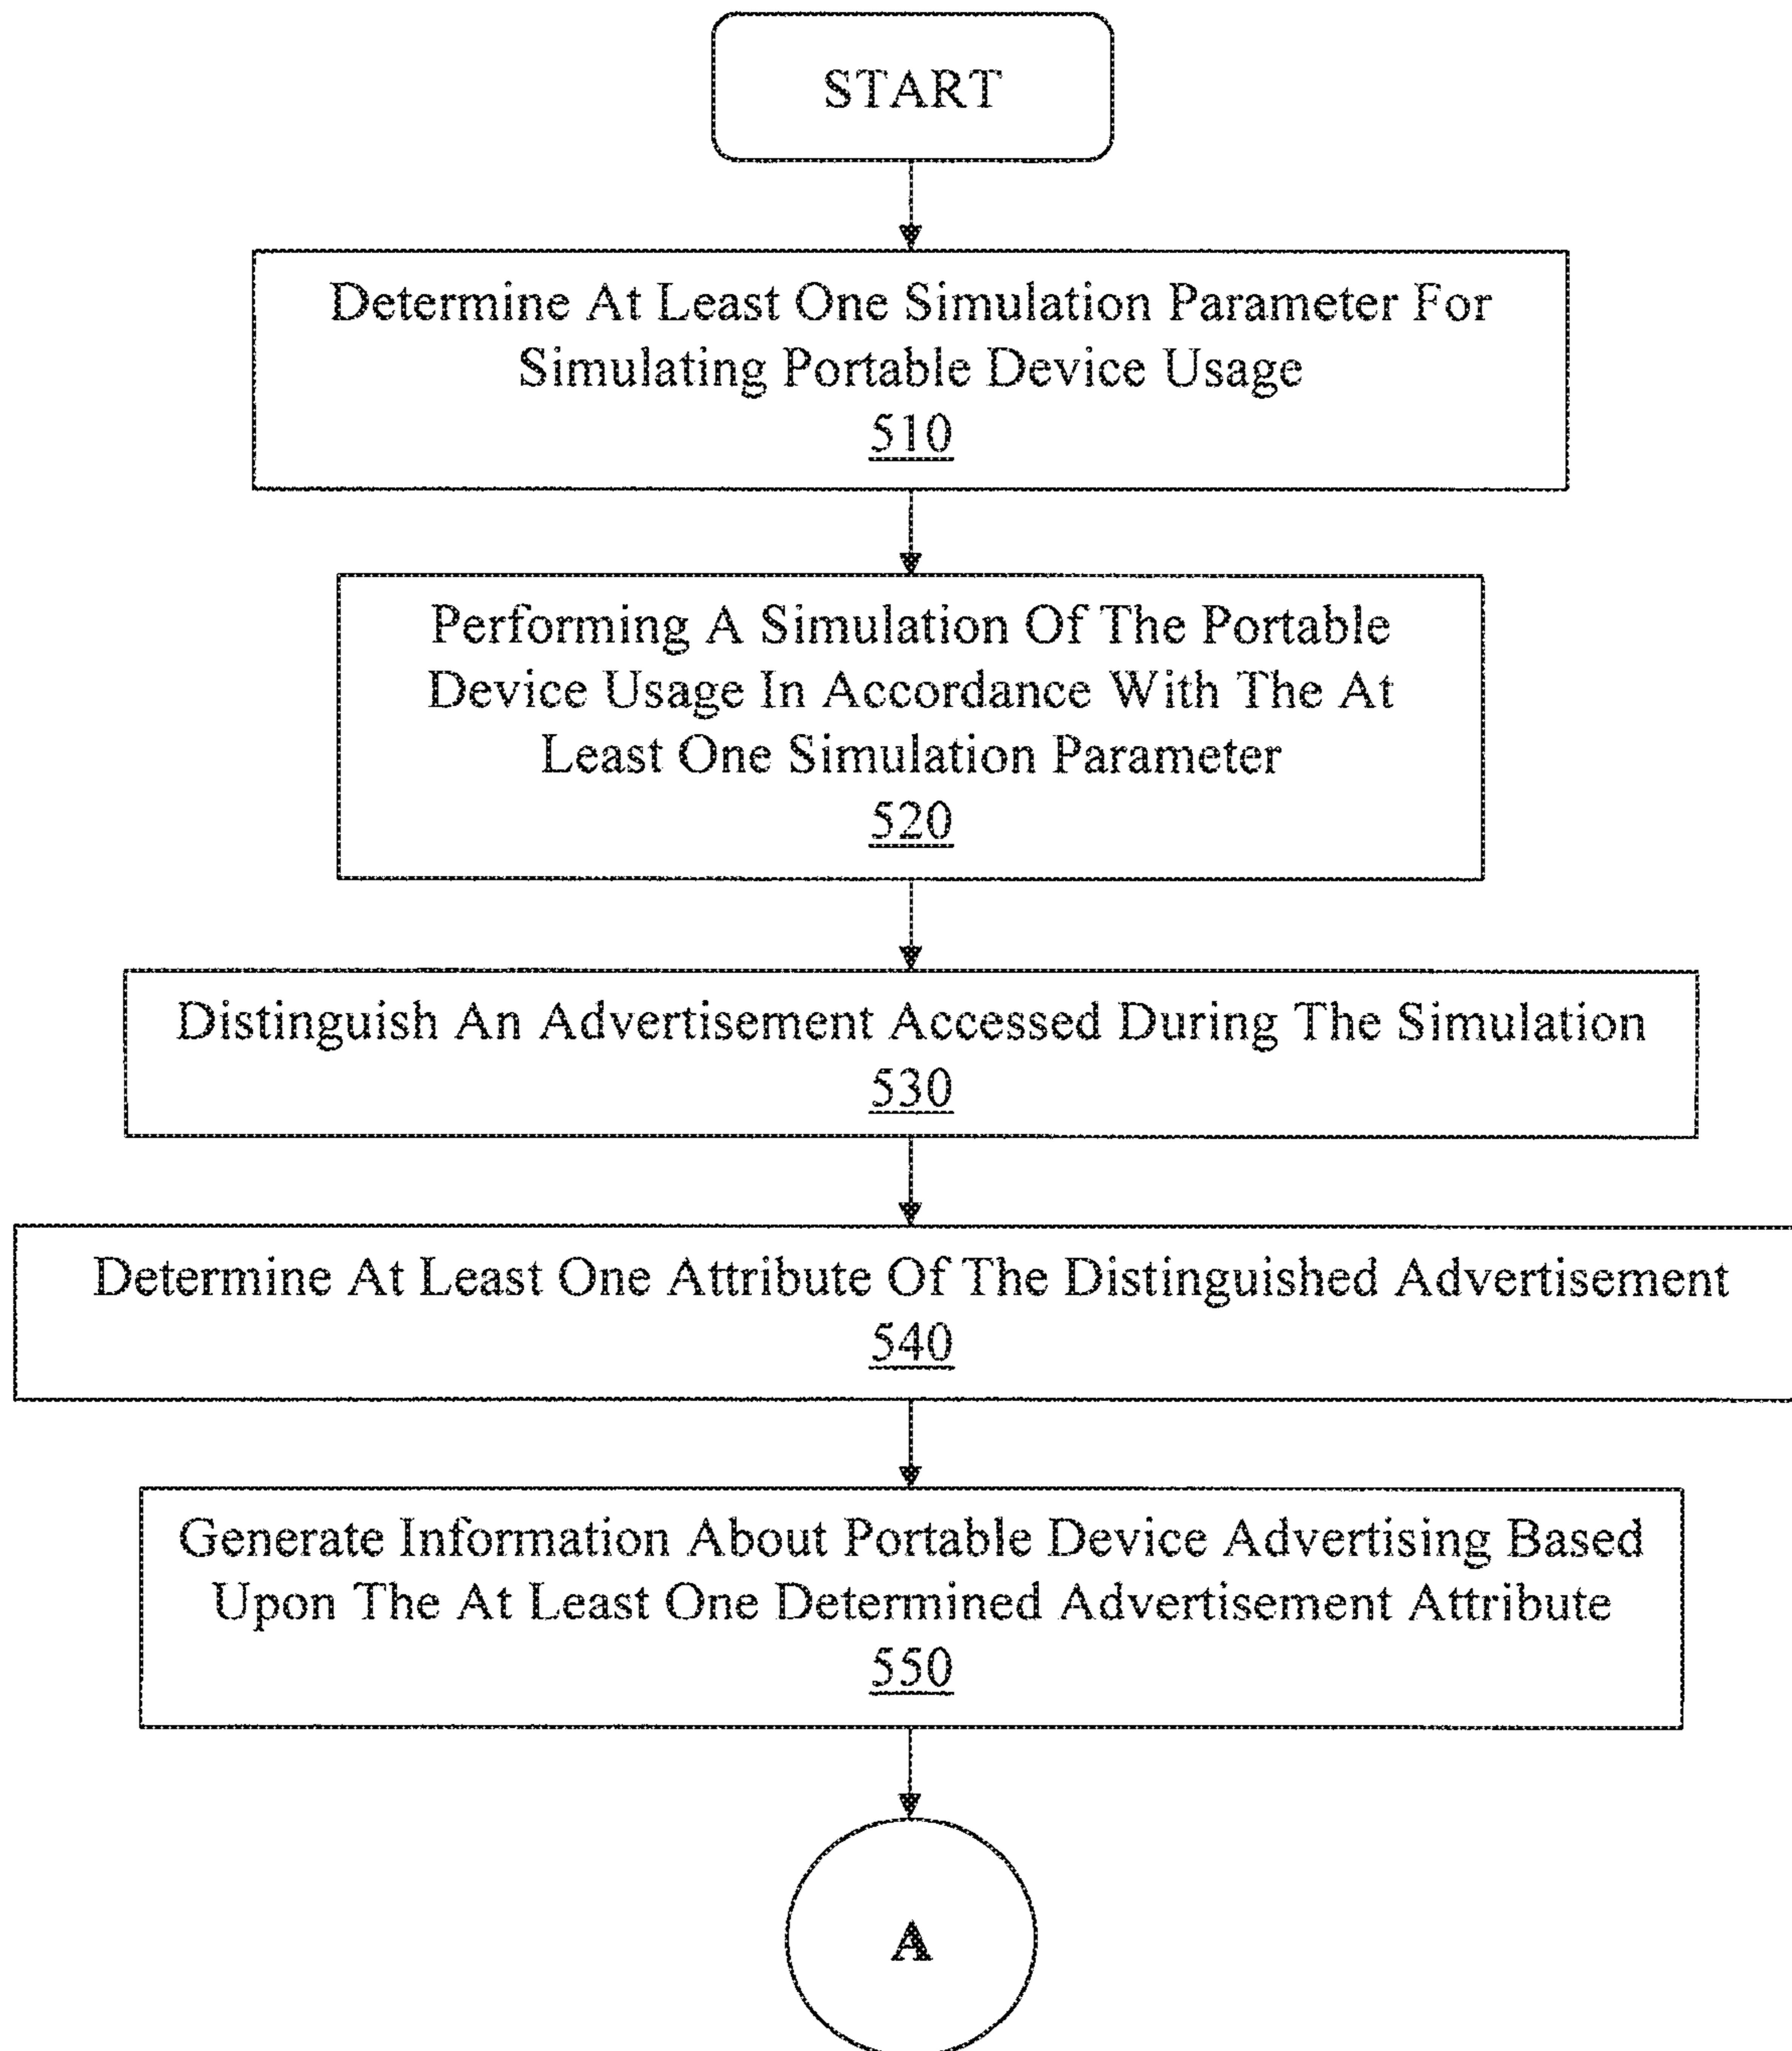 START
Determine At Least One Simulation Parameter For
Simulating Portable Device Usage
510
Performing A Simulation Of The Portable
Device Usage In Accordance With The At
Least One Simulation Parameter
520
Distinguish An Advertisement Accessed During The Simulation
530
Determine At Least One Attribute Of The Distinguished Advertisement
540
Generate Information About Portable Device Advertising Based
Upon The At Least One Determined Advertisement Attribute
550
A